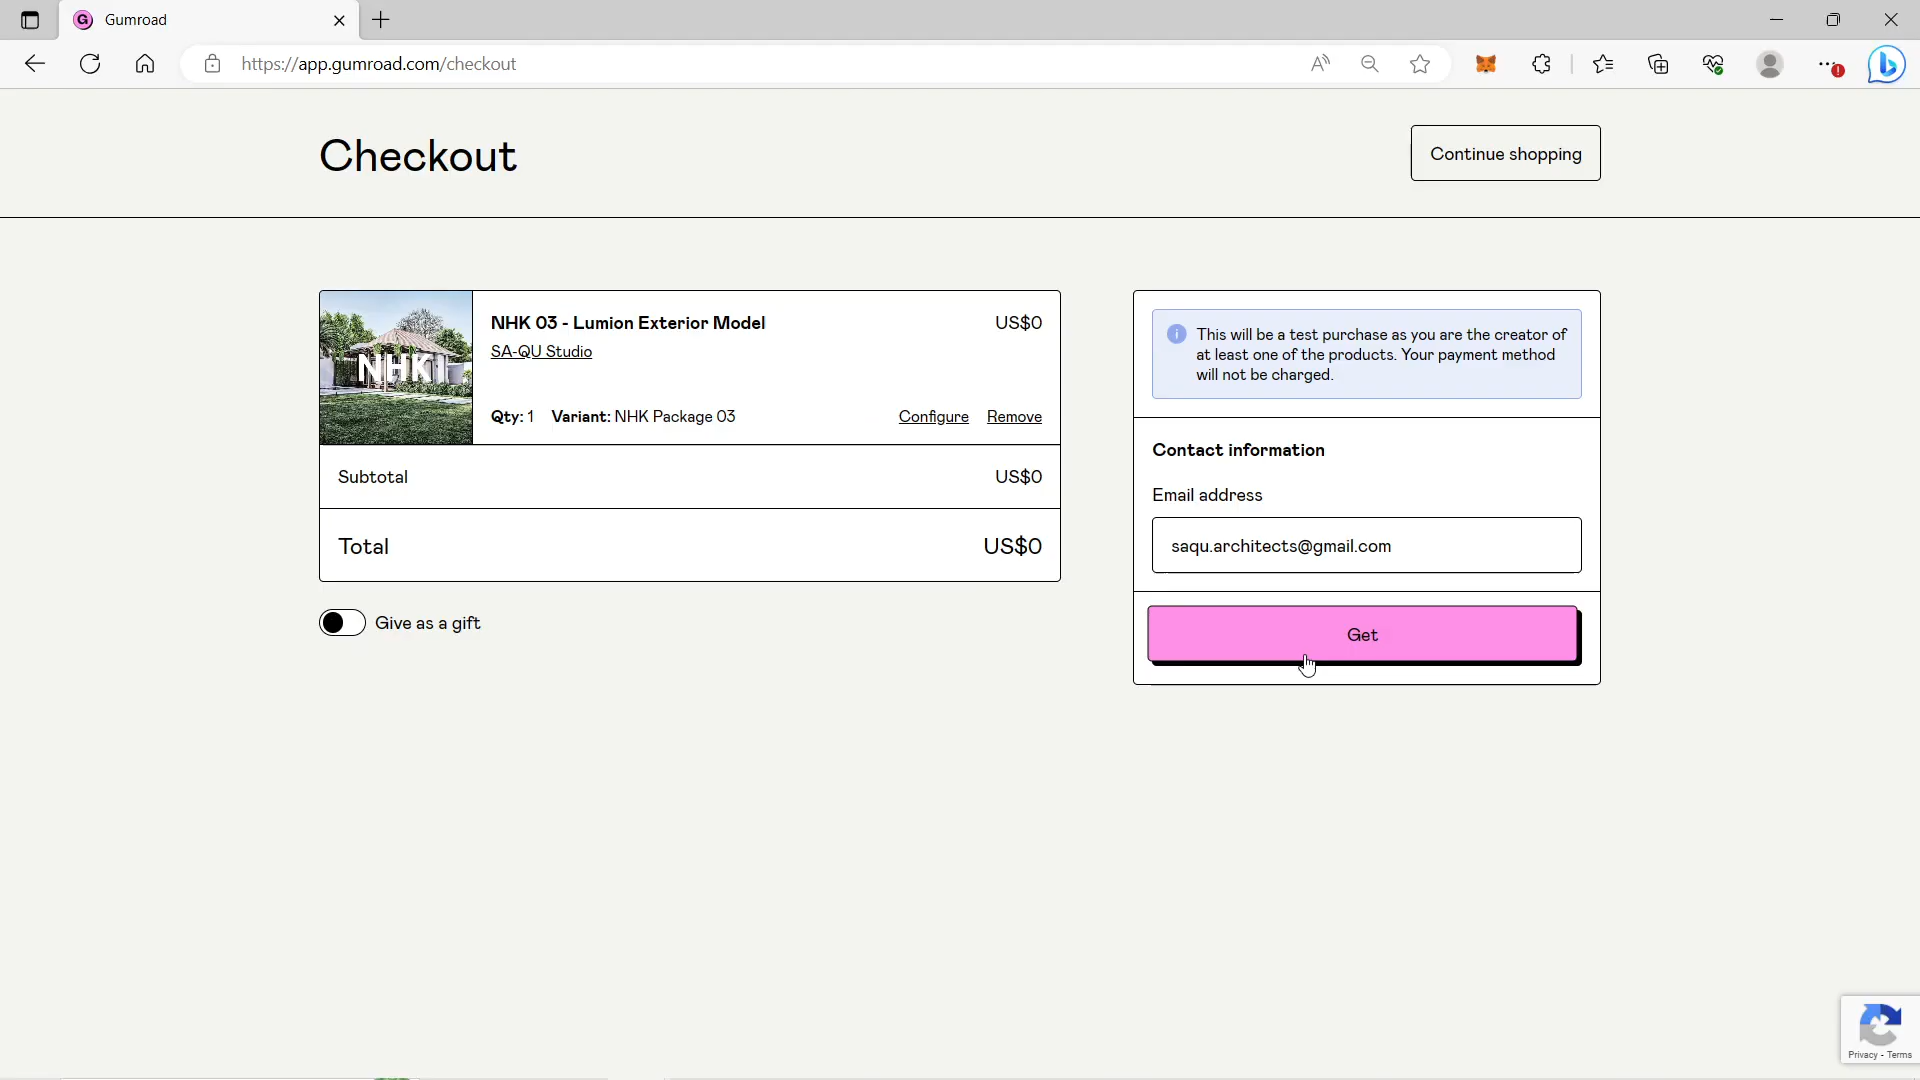 Gumroad
https://app.gumroad.com/checkout
Checkout
Continue shopping
NHK 03 - Lumion Exterior Model
US$0
SA-QU Studio
NHK
Qty: 1 Variant: NHK Package 03
Configure
Remove
Subtotal
US$0
Total
US$0
Give as a gift
This will be a test purchase as you are the creator of
at least one of the products. Your payment method
will not be charged.
Contact information
Email address
saqu.architects@gmail.com
Get
Privacy - Terms